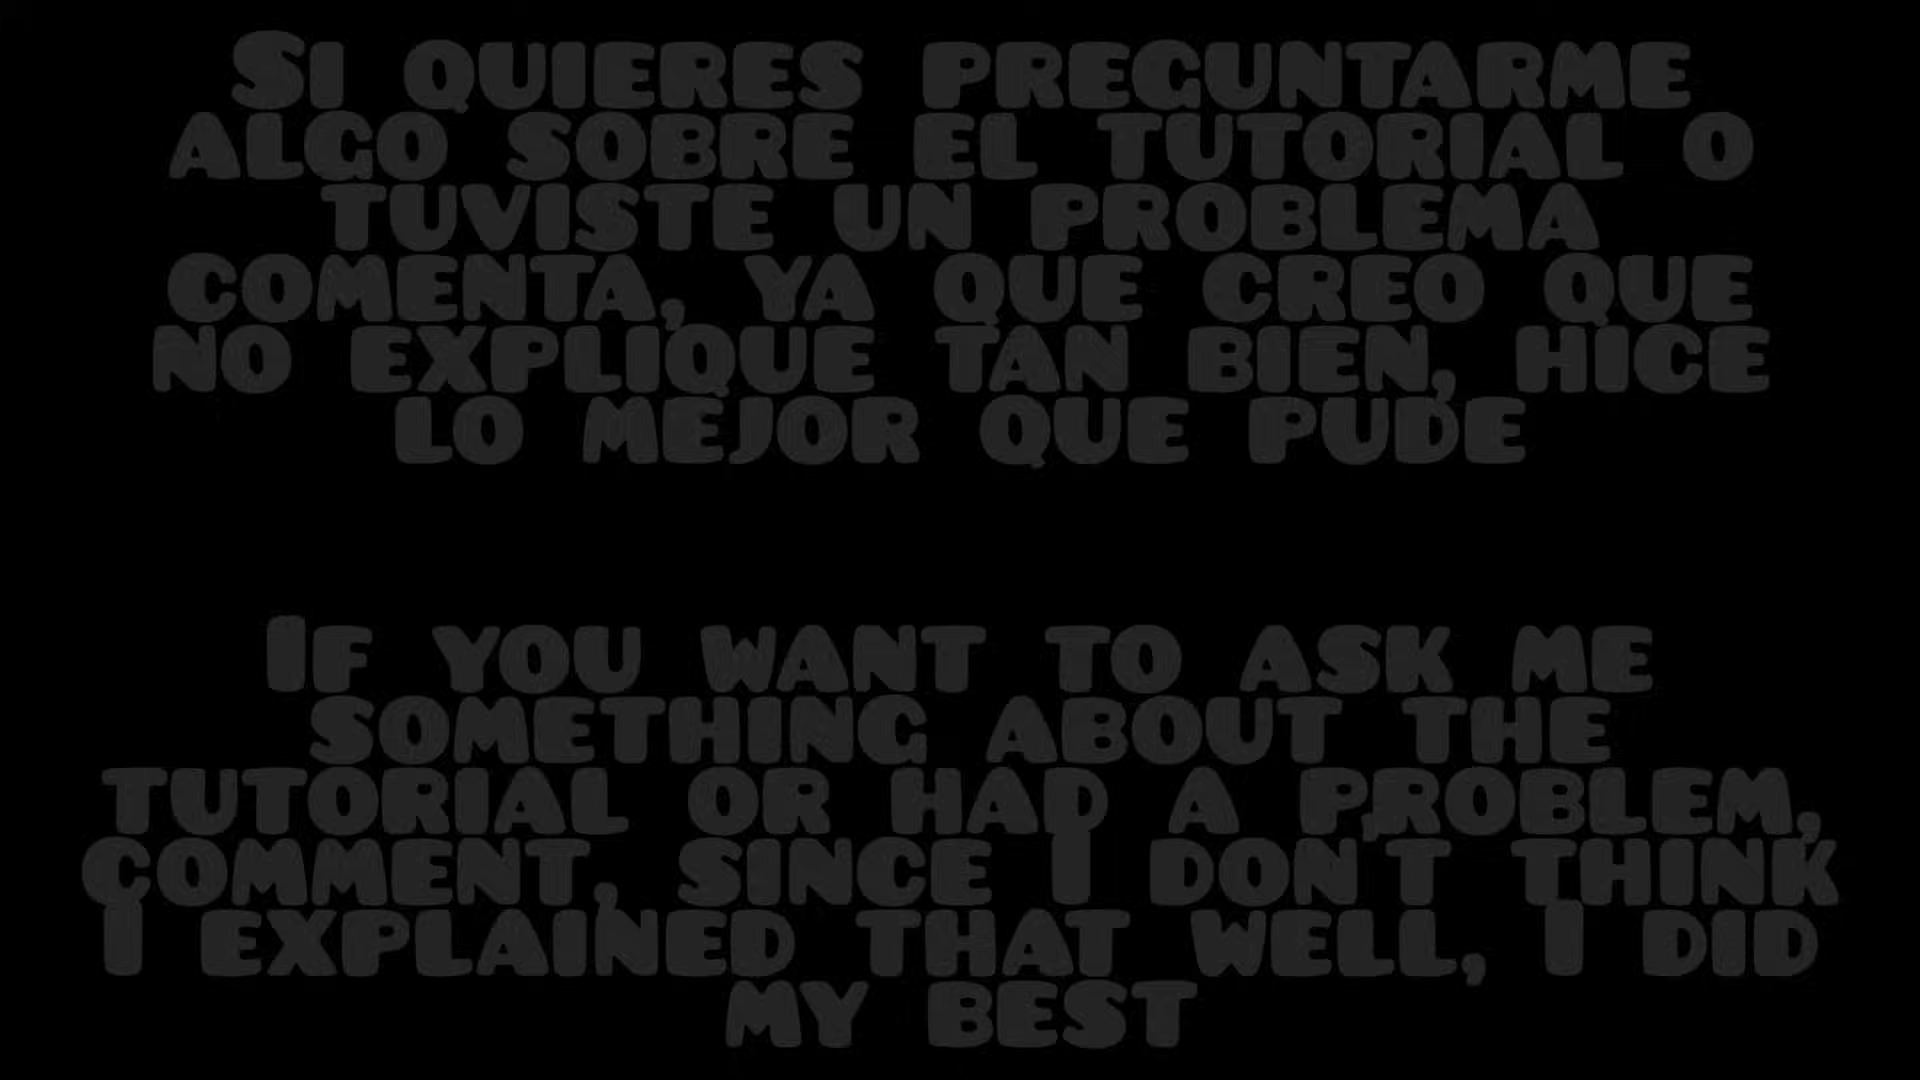 Si quieres preguntarme
algo sobre el tutorial o
tuviste un problema
comenta, ya que creo que
no explique tan bien, hice
lo mejor que pude
If you want to ask me
something about the
tutorial or had a problem,
comment, since I don't think
I explained that well, I did
my best